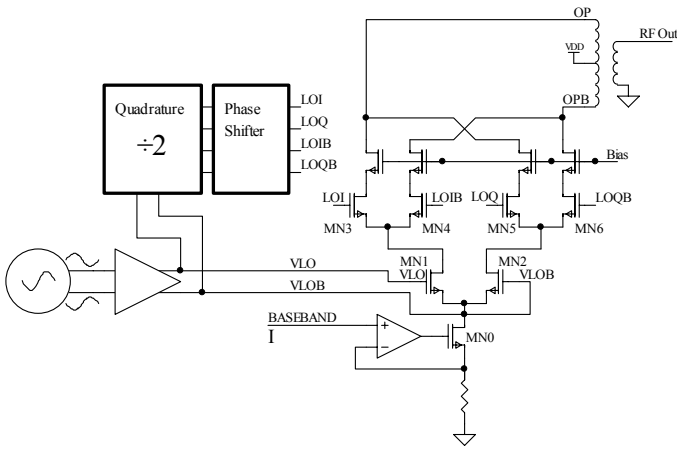 OP
RF Out
VDD
OPB
Quadrature
÷2
Phase
Shifter
LOI
LOQ
LOIB
LOQB
Bias
LOI
LOIB
LOQ
LOQB
MN3
MN4
MN5
MN6
MN1
MN2
VLO
VLO
VLOB
VLOB
BASEBAND
I
+
−
MN0